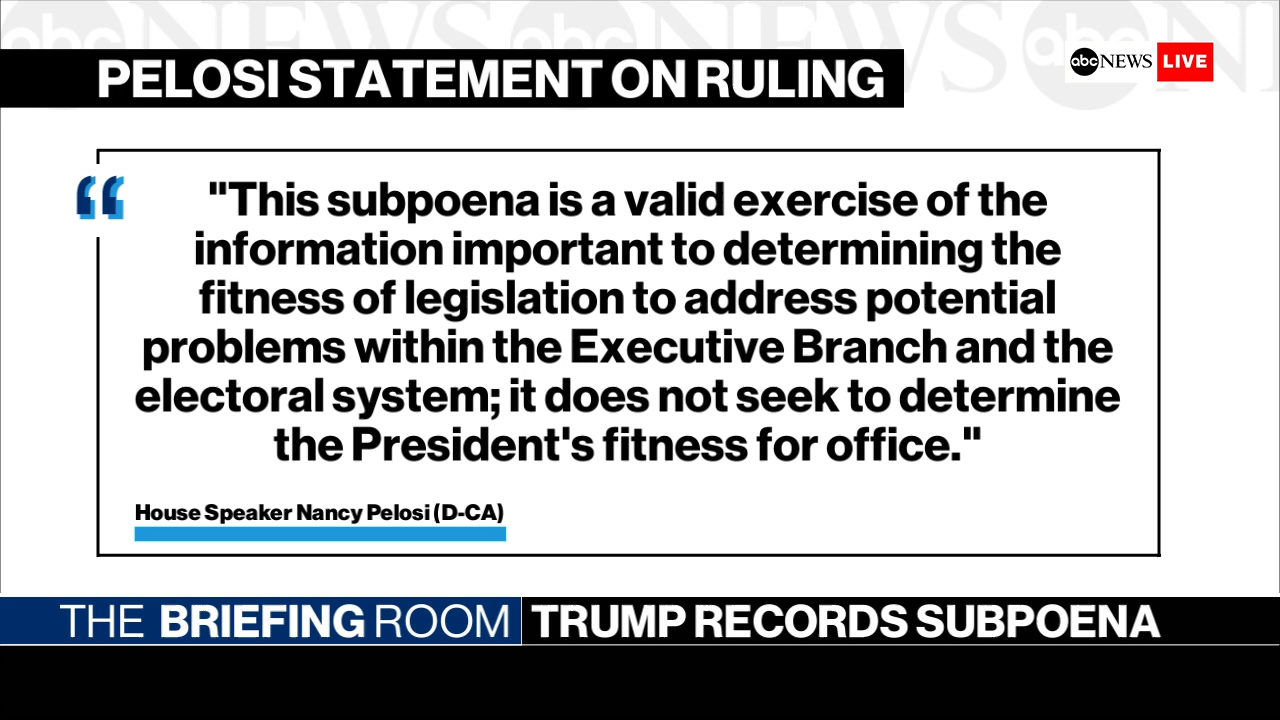 PELOSI STATEMENT ON RULING
abc NEWS LIVE
"This subpoena is a valid exercise of the
information important to determining the
fitness of legislation to address potential
problems within the Executive Branch and the
electoral system; it does not seek to determine
the President's fitness for office."
House Speaker Nancy Pelosi (D-CA)
THE BRIEFING ROOM TRUMP RECORDS SUBPOENA